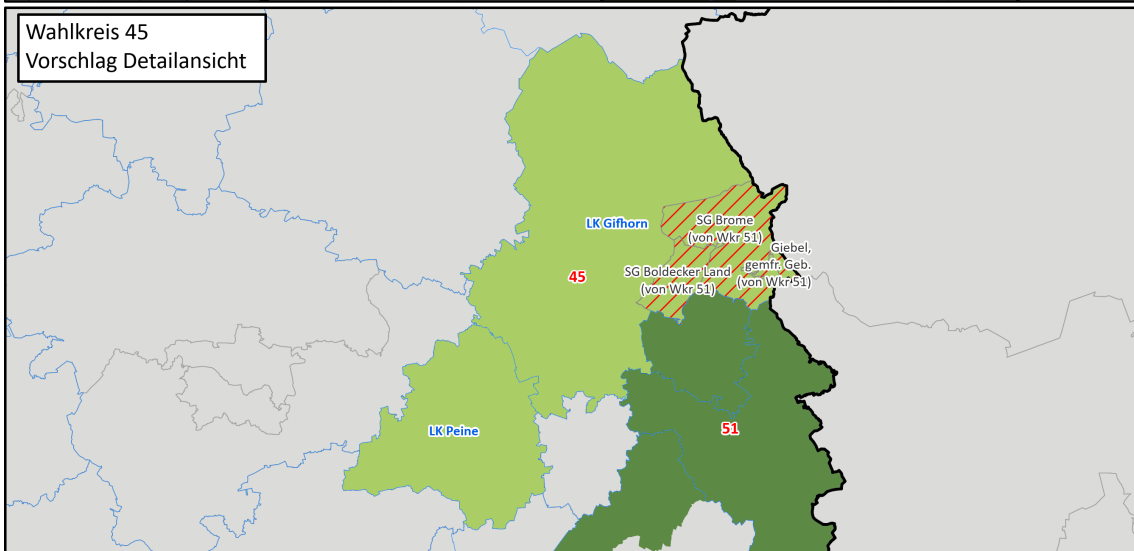 Wahlkreis 45
Vorschlag Detailansicht
LK Gifhorn
SG Brome
(von Wkr 51)
Giebel,
gemfr. Geb.
(von Wkr 51)
SG Boldecker Land
(von Wkr 51)
45
LK Peine
51